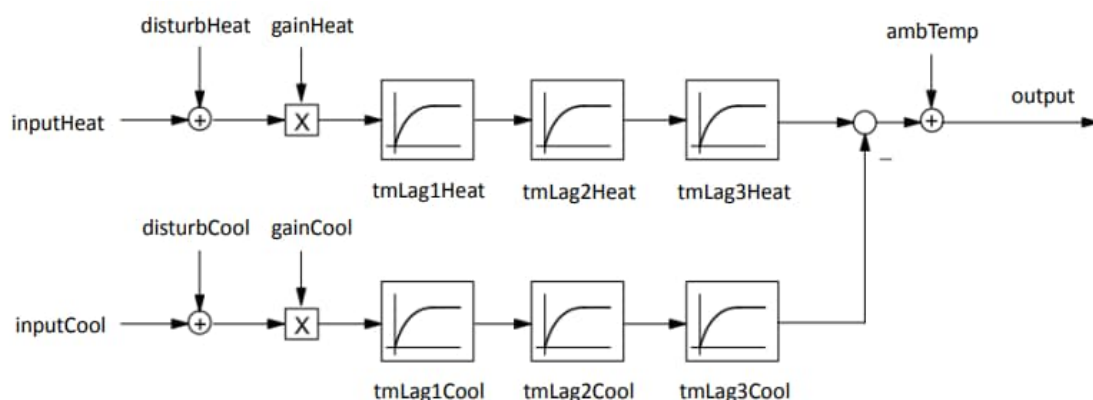 disturbHeat gainHeat
ambTemp
output
inputHeat
+
X
+
tmLag1Heat tmLag2Heat tmLag3Heat
–
disturbCool gainCool
inputCool
+
X
tmLag1Cool tmLag2Cool tmLag3Cool